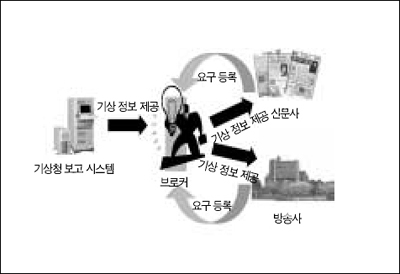 요구 등록
기상 정보 제공
기상 정보 제공 신문사
기상 정보 제공
기상청 보고 시스템
브로커
요구 등록
방송사